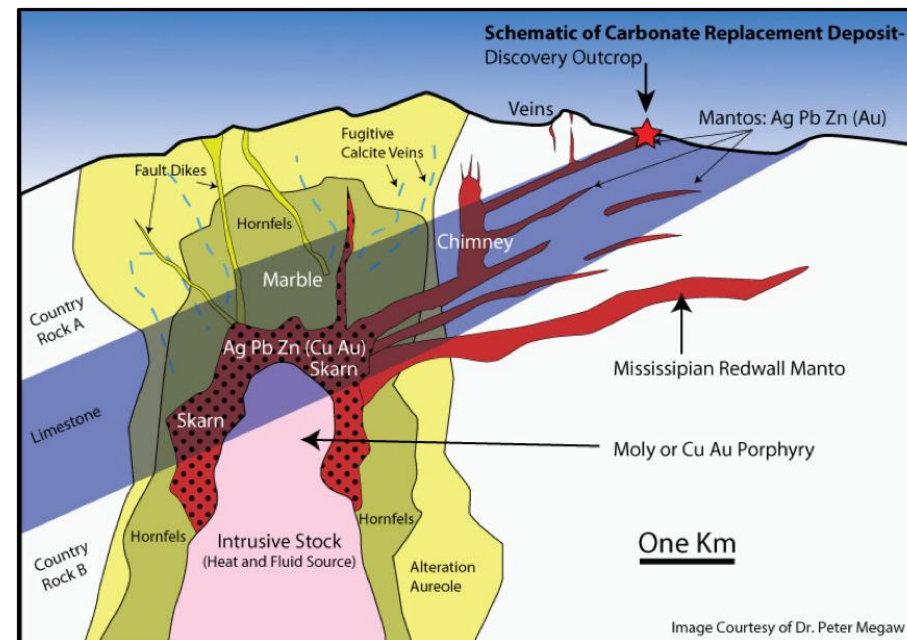 Schematic of Carbonate Replacement Deposit-
Discovery Outcrop
Veins
Mantos: Ag Pb Zn (Au)
Fugitive
Calcite Veins
Fault Dikes
Hornfels
Chimney
Marble
Country
Rock A
Ag Pb Zn (Cu Au)
Skarn
Mississipian Redwall Manto
Limestone
Skarn
Moly or Cu Au Porphyry
Hornfels
Hornfels
Intrusive Stock
(Heat and Fluid Source)
One Km
Country
Rock B
Alteration
Aureole
Image Courtesy of Dr. Peter Megaw